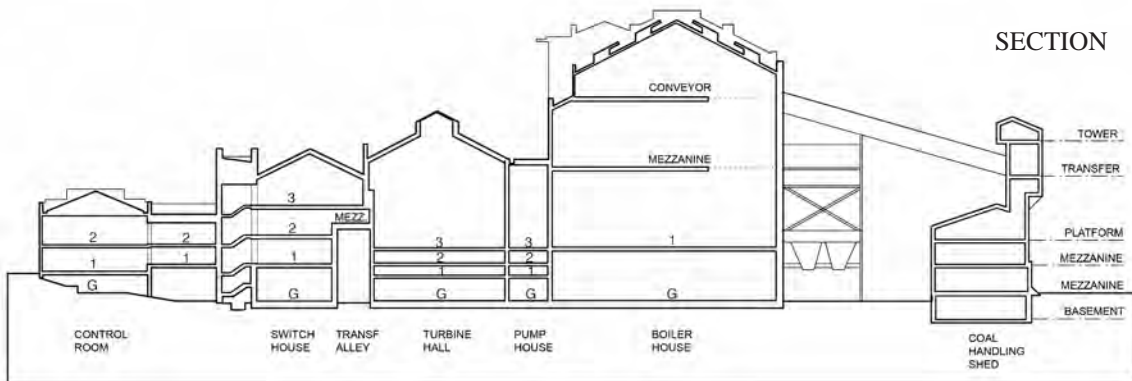 SECTION
CONVEYOR
TOWER
MEZZANINE
TRANSFER
3
MEZZ.
2 2 2 PLATFORM
3 3 1
1 1 1 2 2 MEZZANINE
1 1
G G G G G MEZZANINE
BASEMENT
CONTROL
ROOM
SWITCH
HOUSE
TRANSF
ALLEY
TURBINE
HALL
PUMP
HOUSE
BOILER
HOUSE
COAL
HANDLING
SHED